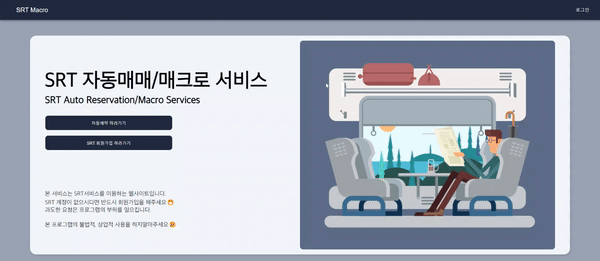 SRT Macro
로그인
SRT 자동매매/매크로 서비스
SRT Auto Reservation/Macro Services
자동예약 하러가기
SRT 회원가입 하러가기
본 서비스는 SRT서비스를 이용하는 웹사이트입니다.
SRT 계정이 없으시다면 반드시 회원가입을 해주세요 😷
과도한 요청은 프로그램의 부하를 일으킵니다.
본 프로그램의 불법적, 상업적 사용을 하지말아주세요 😡